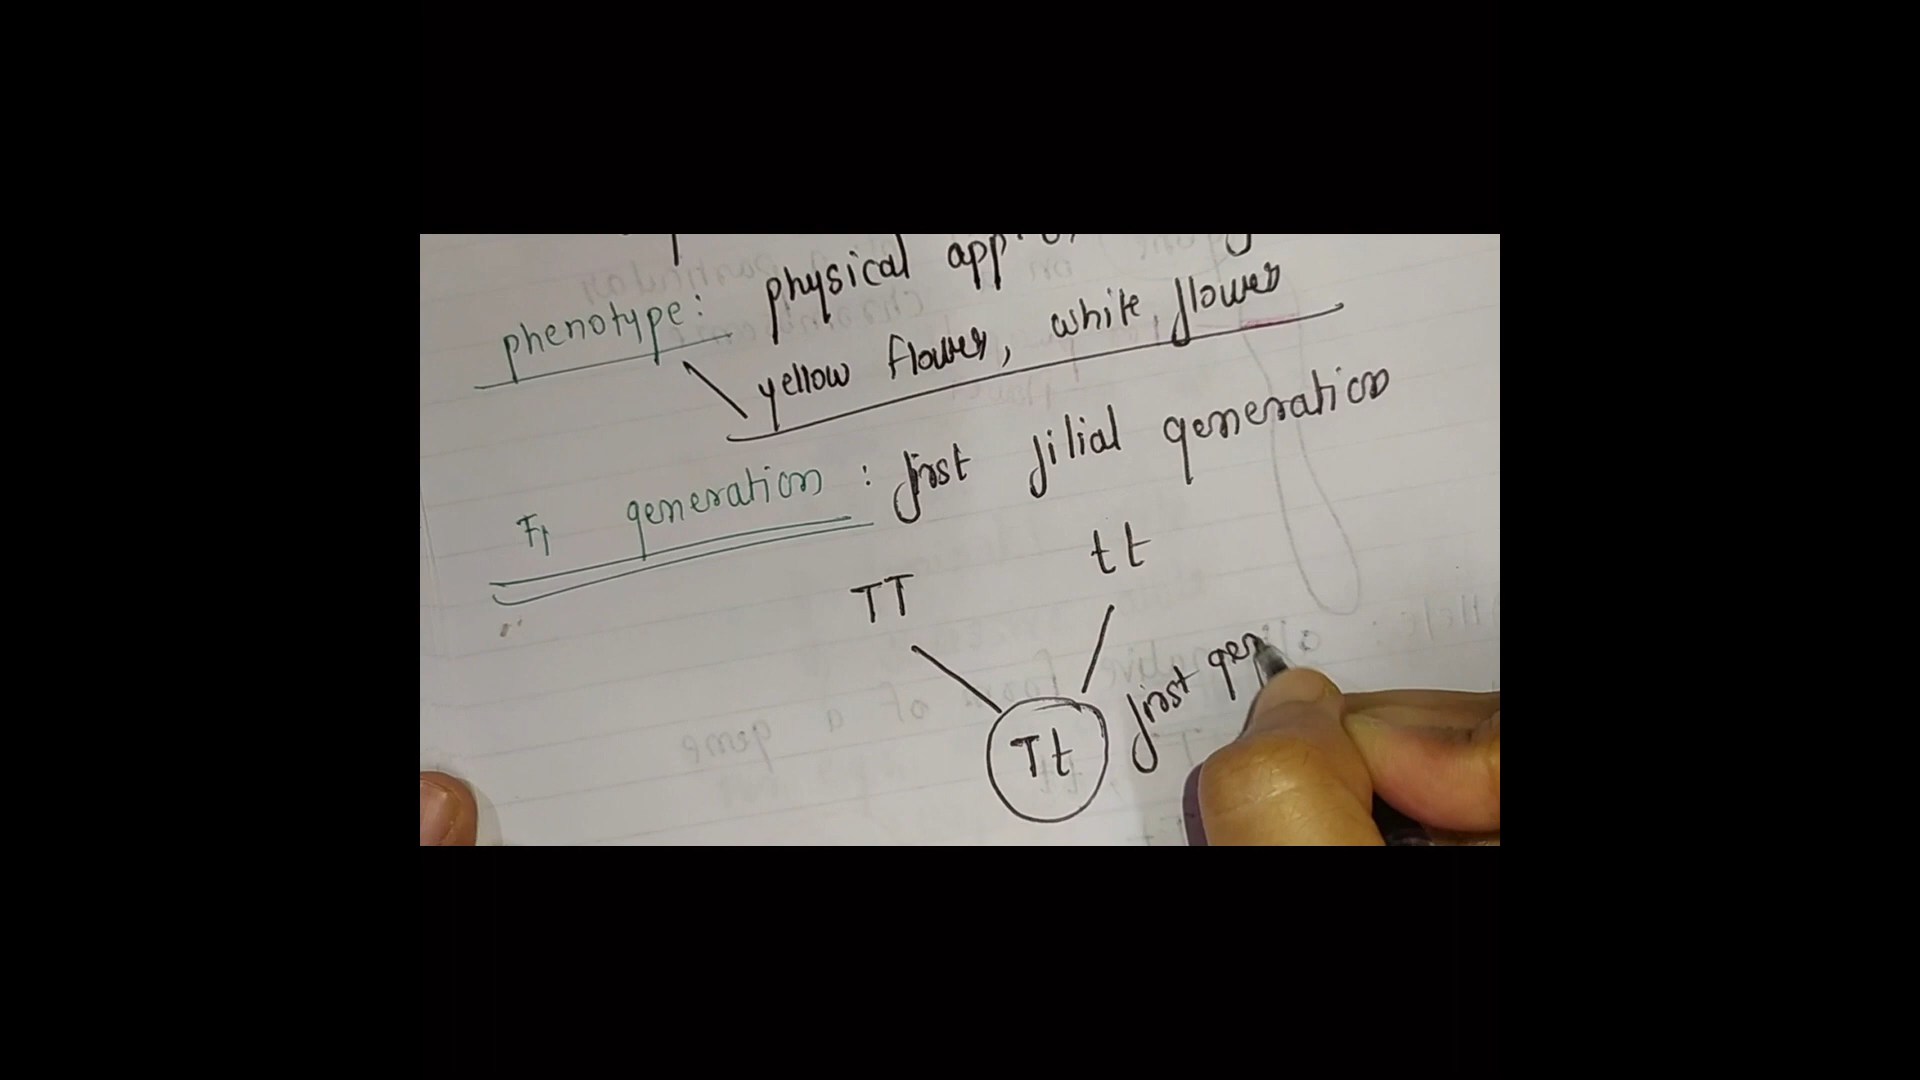 phenotype: physical app.
yellow flower, white flower
F1 generation : first filial generation
TT tt
Tt first gen